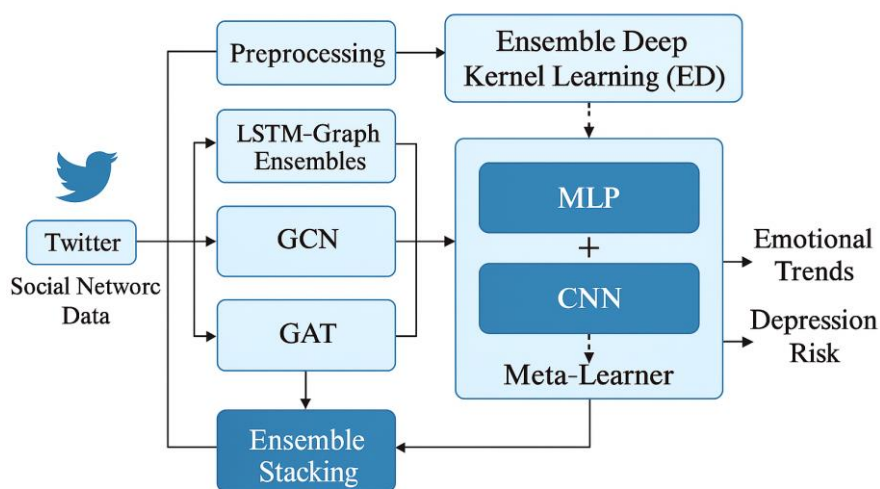 Preprocessing
Ensemble Deep
Kernel Learning (ED)
LSTM-Graph
Ensembles
MLP
Twitter
GCN
+
Emotional
Trends
Social Networc
Data
CNN
GAT
Depression
Risk
Meta-Learner
Ensemble
Stacking